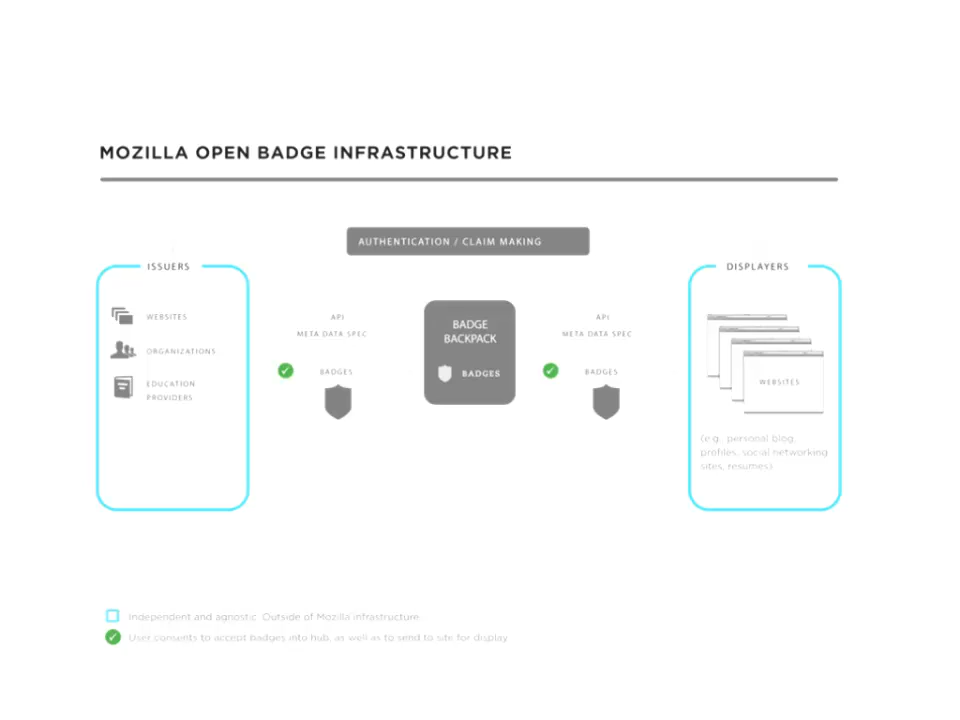 MOZILLA OPEN BADGE INFRASTRUCTURE
AUTHENTICATION / CLAIM MAKING
ISSUERS
WEBSITES
ORGANIZATIONS
EDUCATION
PROVIDERS
API
META DATA SPEC
BADGES
BADGE
BACKPACK
BADGES
API
META DATA SPEC
BADGES
DISPLAYERS
WEBSITES
(e.g., personal blog,
profiles, social networking
sites, resumes)
Independent and agnostic. Outside of Mozilla infrastructure
User consents to accept badges into hub, as well as to send to site for display